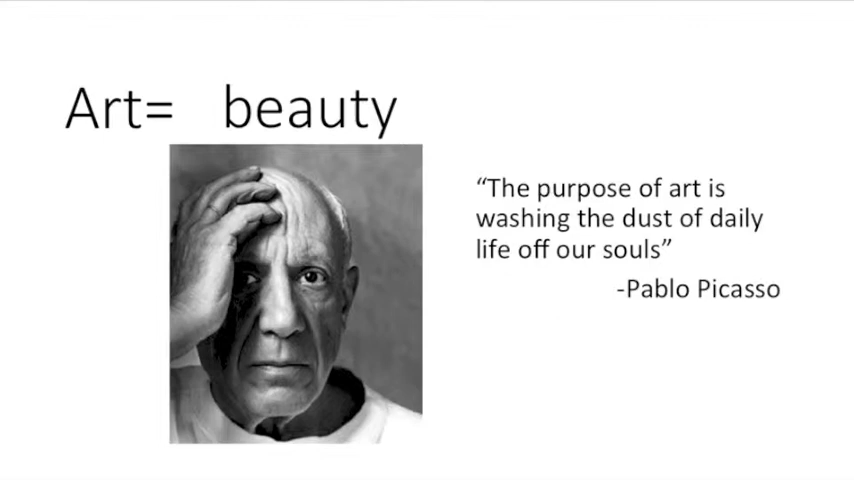 Art= beauty
“The purpose of art is
washing the dust of daily
life off our souls”
-Pablo Picasso